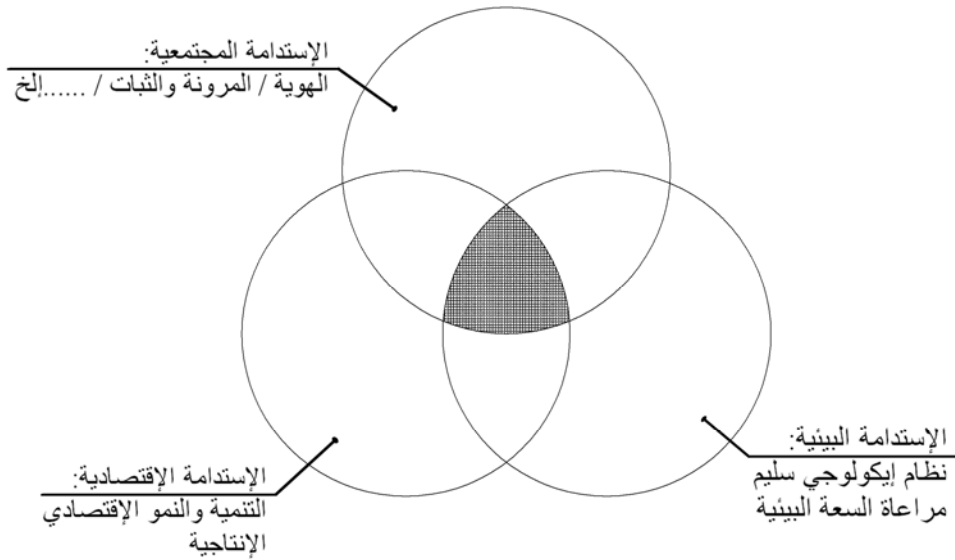 الإستدامة المجتمعية:
الهوية / المرونة والثبات / ......إلخ
الإستدامة البيئية:
نظام إيكولوجي سليم
مراعاة السعة البيئية
الإستدامة الإقتصادية:
التنمية والنمو الإقتصادي
الإنتاجية